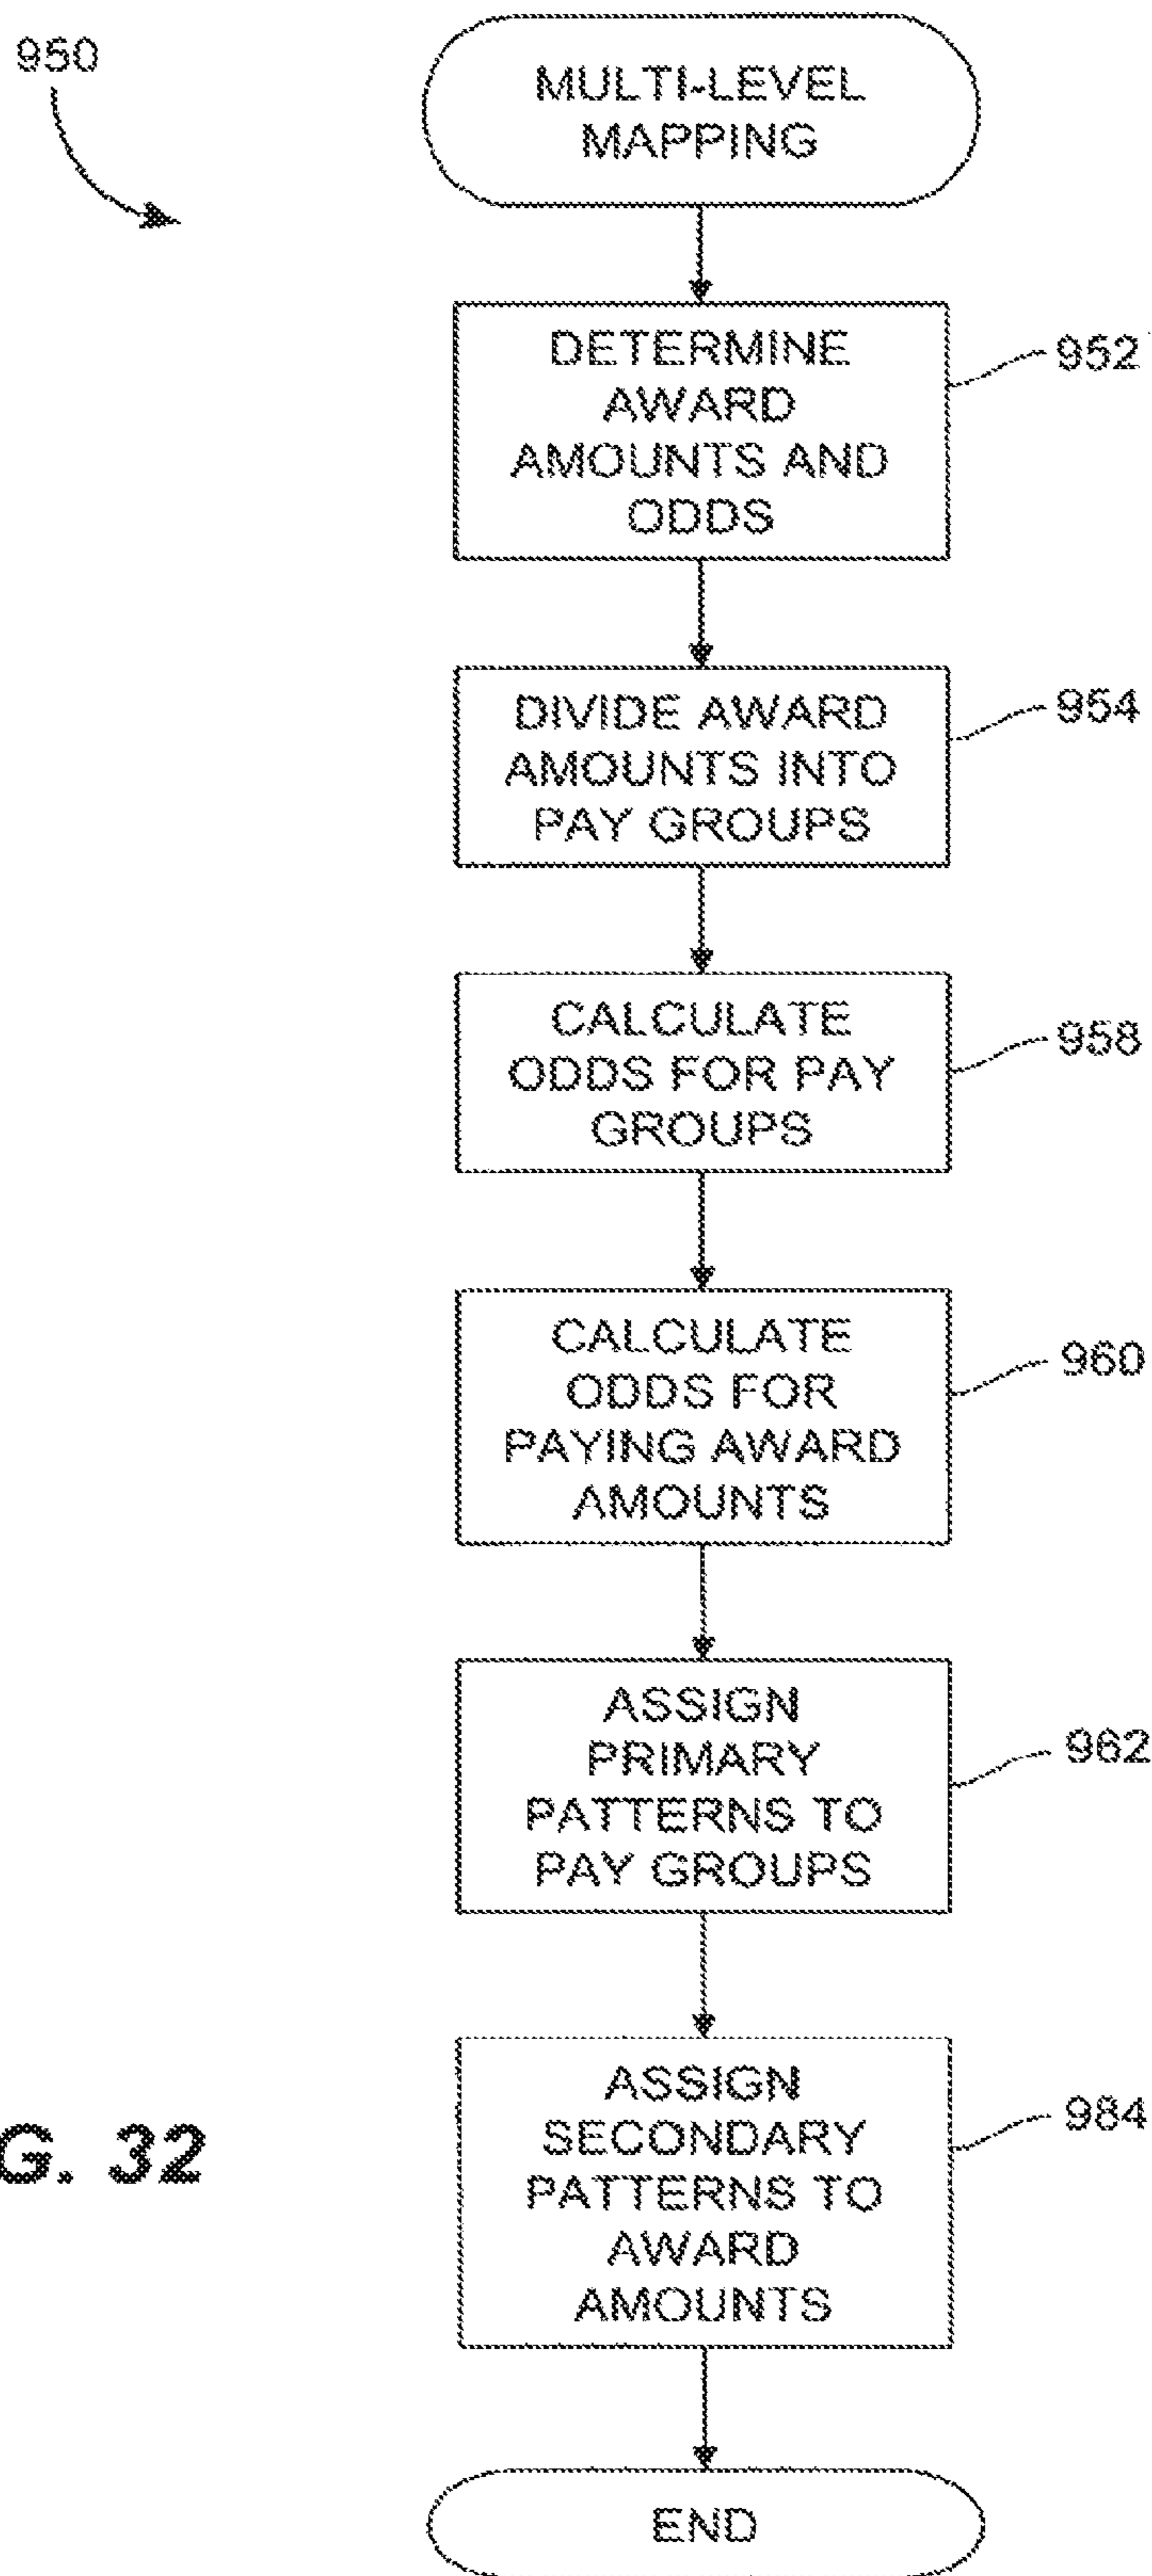 950
MULTI-LEVEL
MAPPING
DETERMINE
AWARD
AMOUNTS AND
ODDS
952
DIVIDE AWARD
AMOUNTS INTO
PAY GROUPS
954
CALCULATE
ODDS FOR PAY
GROUPS
958
CALCULATE
ODDS FOR
PAYING AWARD
AMOUNTS
960
ASSIGN
PRIMARY
PATTERNS TO
PAY GROUPS
962
ASSIGN
SECONDARY
PATTERNS TO
AWARD
AMOUNTS
984
G. 32
END